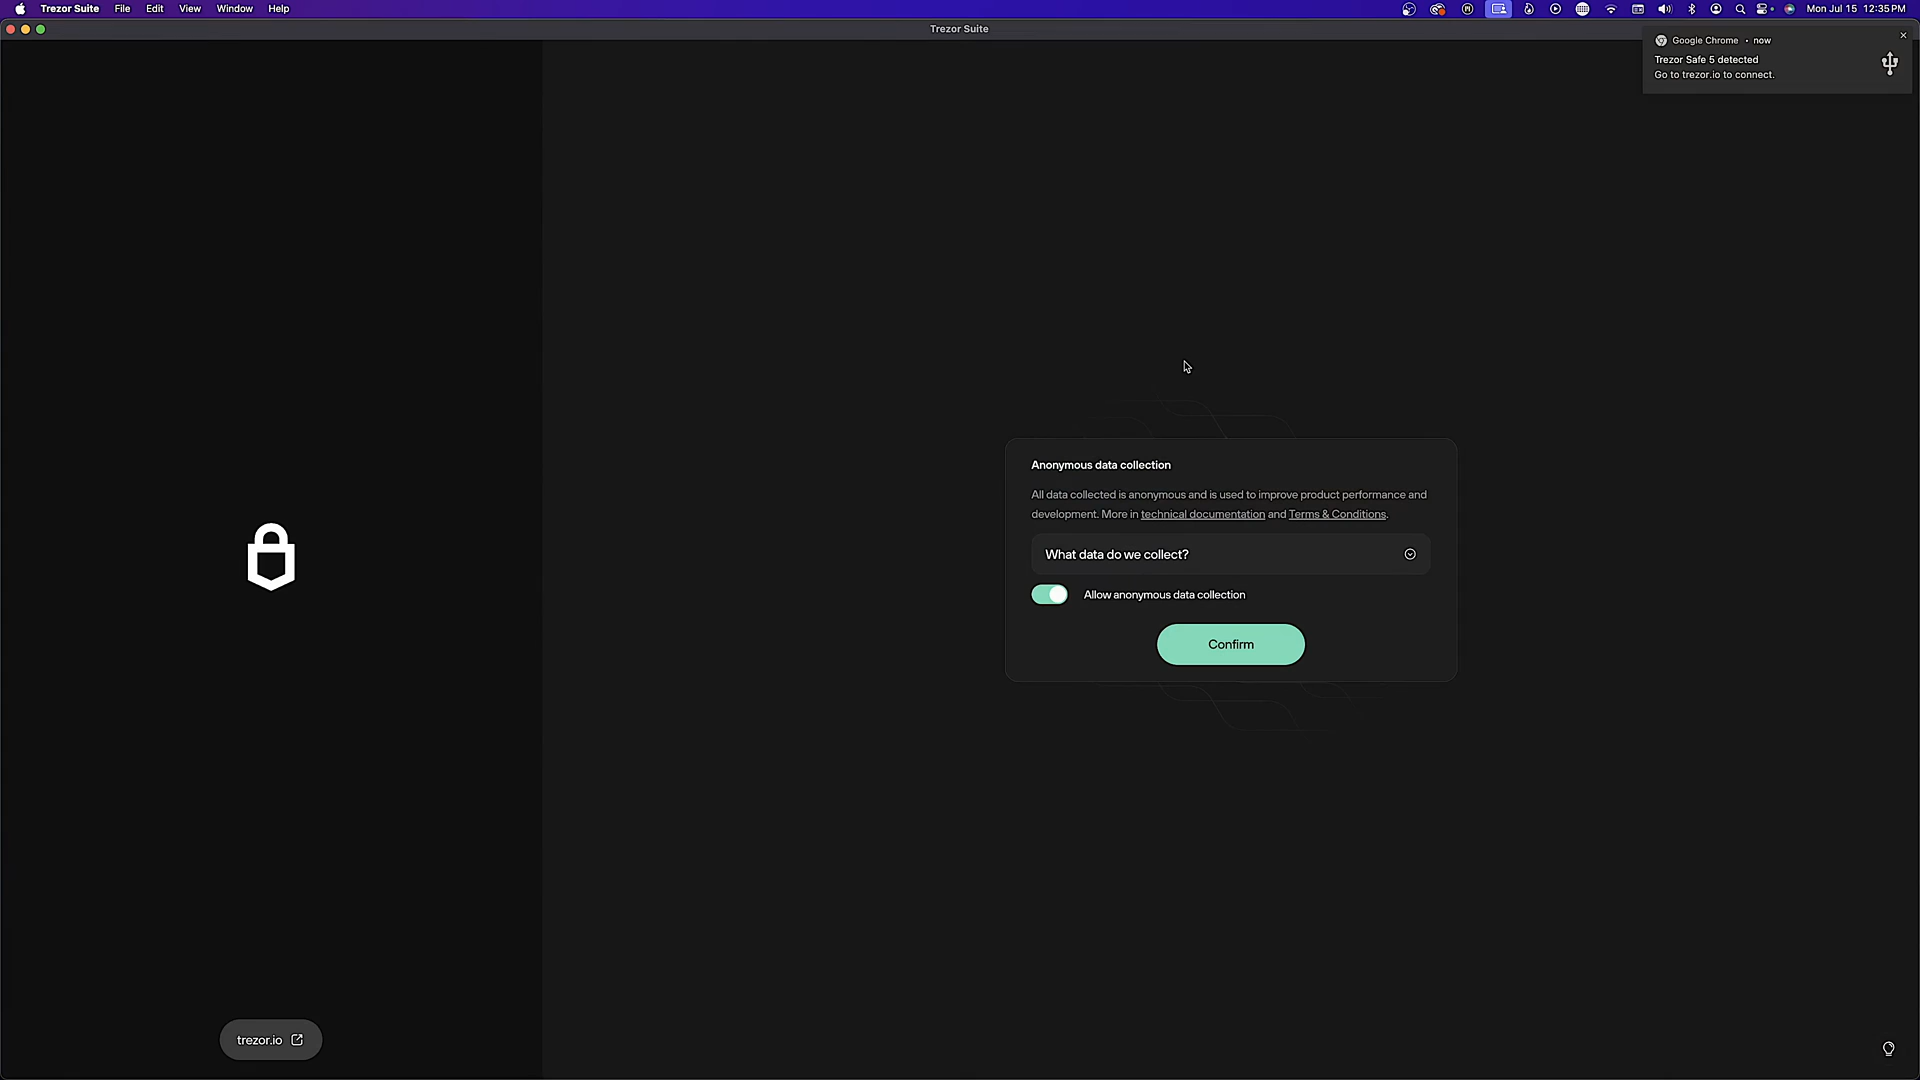 Trezor Suite File Edit View Window Help Mon Jul 15 12:35 PM
Trezor Suite
Google Chrome • now
Trezor Safe 5 detected
Go to trezor.io to connect.
Anonymous data collection
All data collected is anonymous and is used to improve product performance and
development. More in technical documentation and Terms & Conditions.
What data do we collect?
Allow anonymous data collection
Confirm
trezor.io